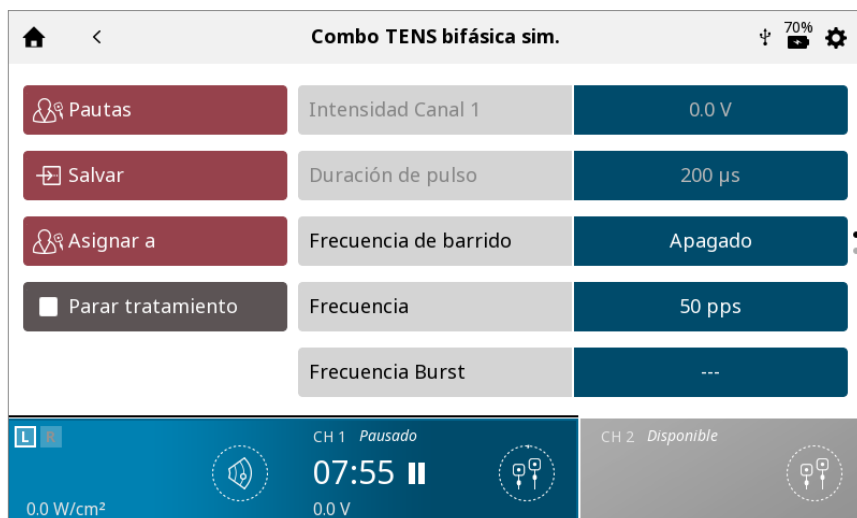 Combo TENS bifásica sim.
70%
Pautas
Intensidad Canal 1
0.0 V
Salvar
Duración de pulso
200 µs
Asignar a
Frecuencia de barrido
Apagado
Parar tratamiento
Frecuencia
50 pps
Frecuencia Burst
---
L R
CH 1 Pausado
CH 2 Disponible
07:55
0.0 W/cm²
0.0 V